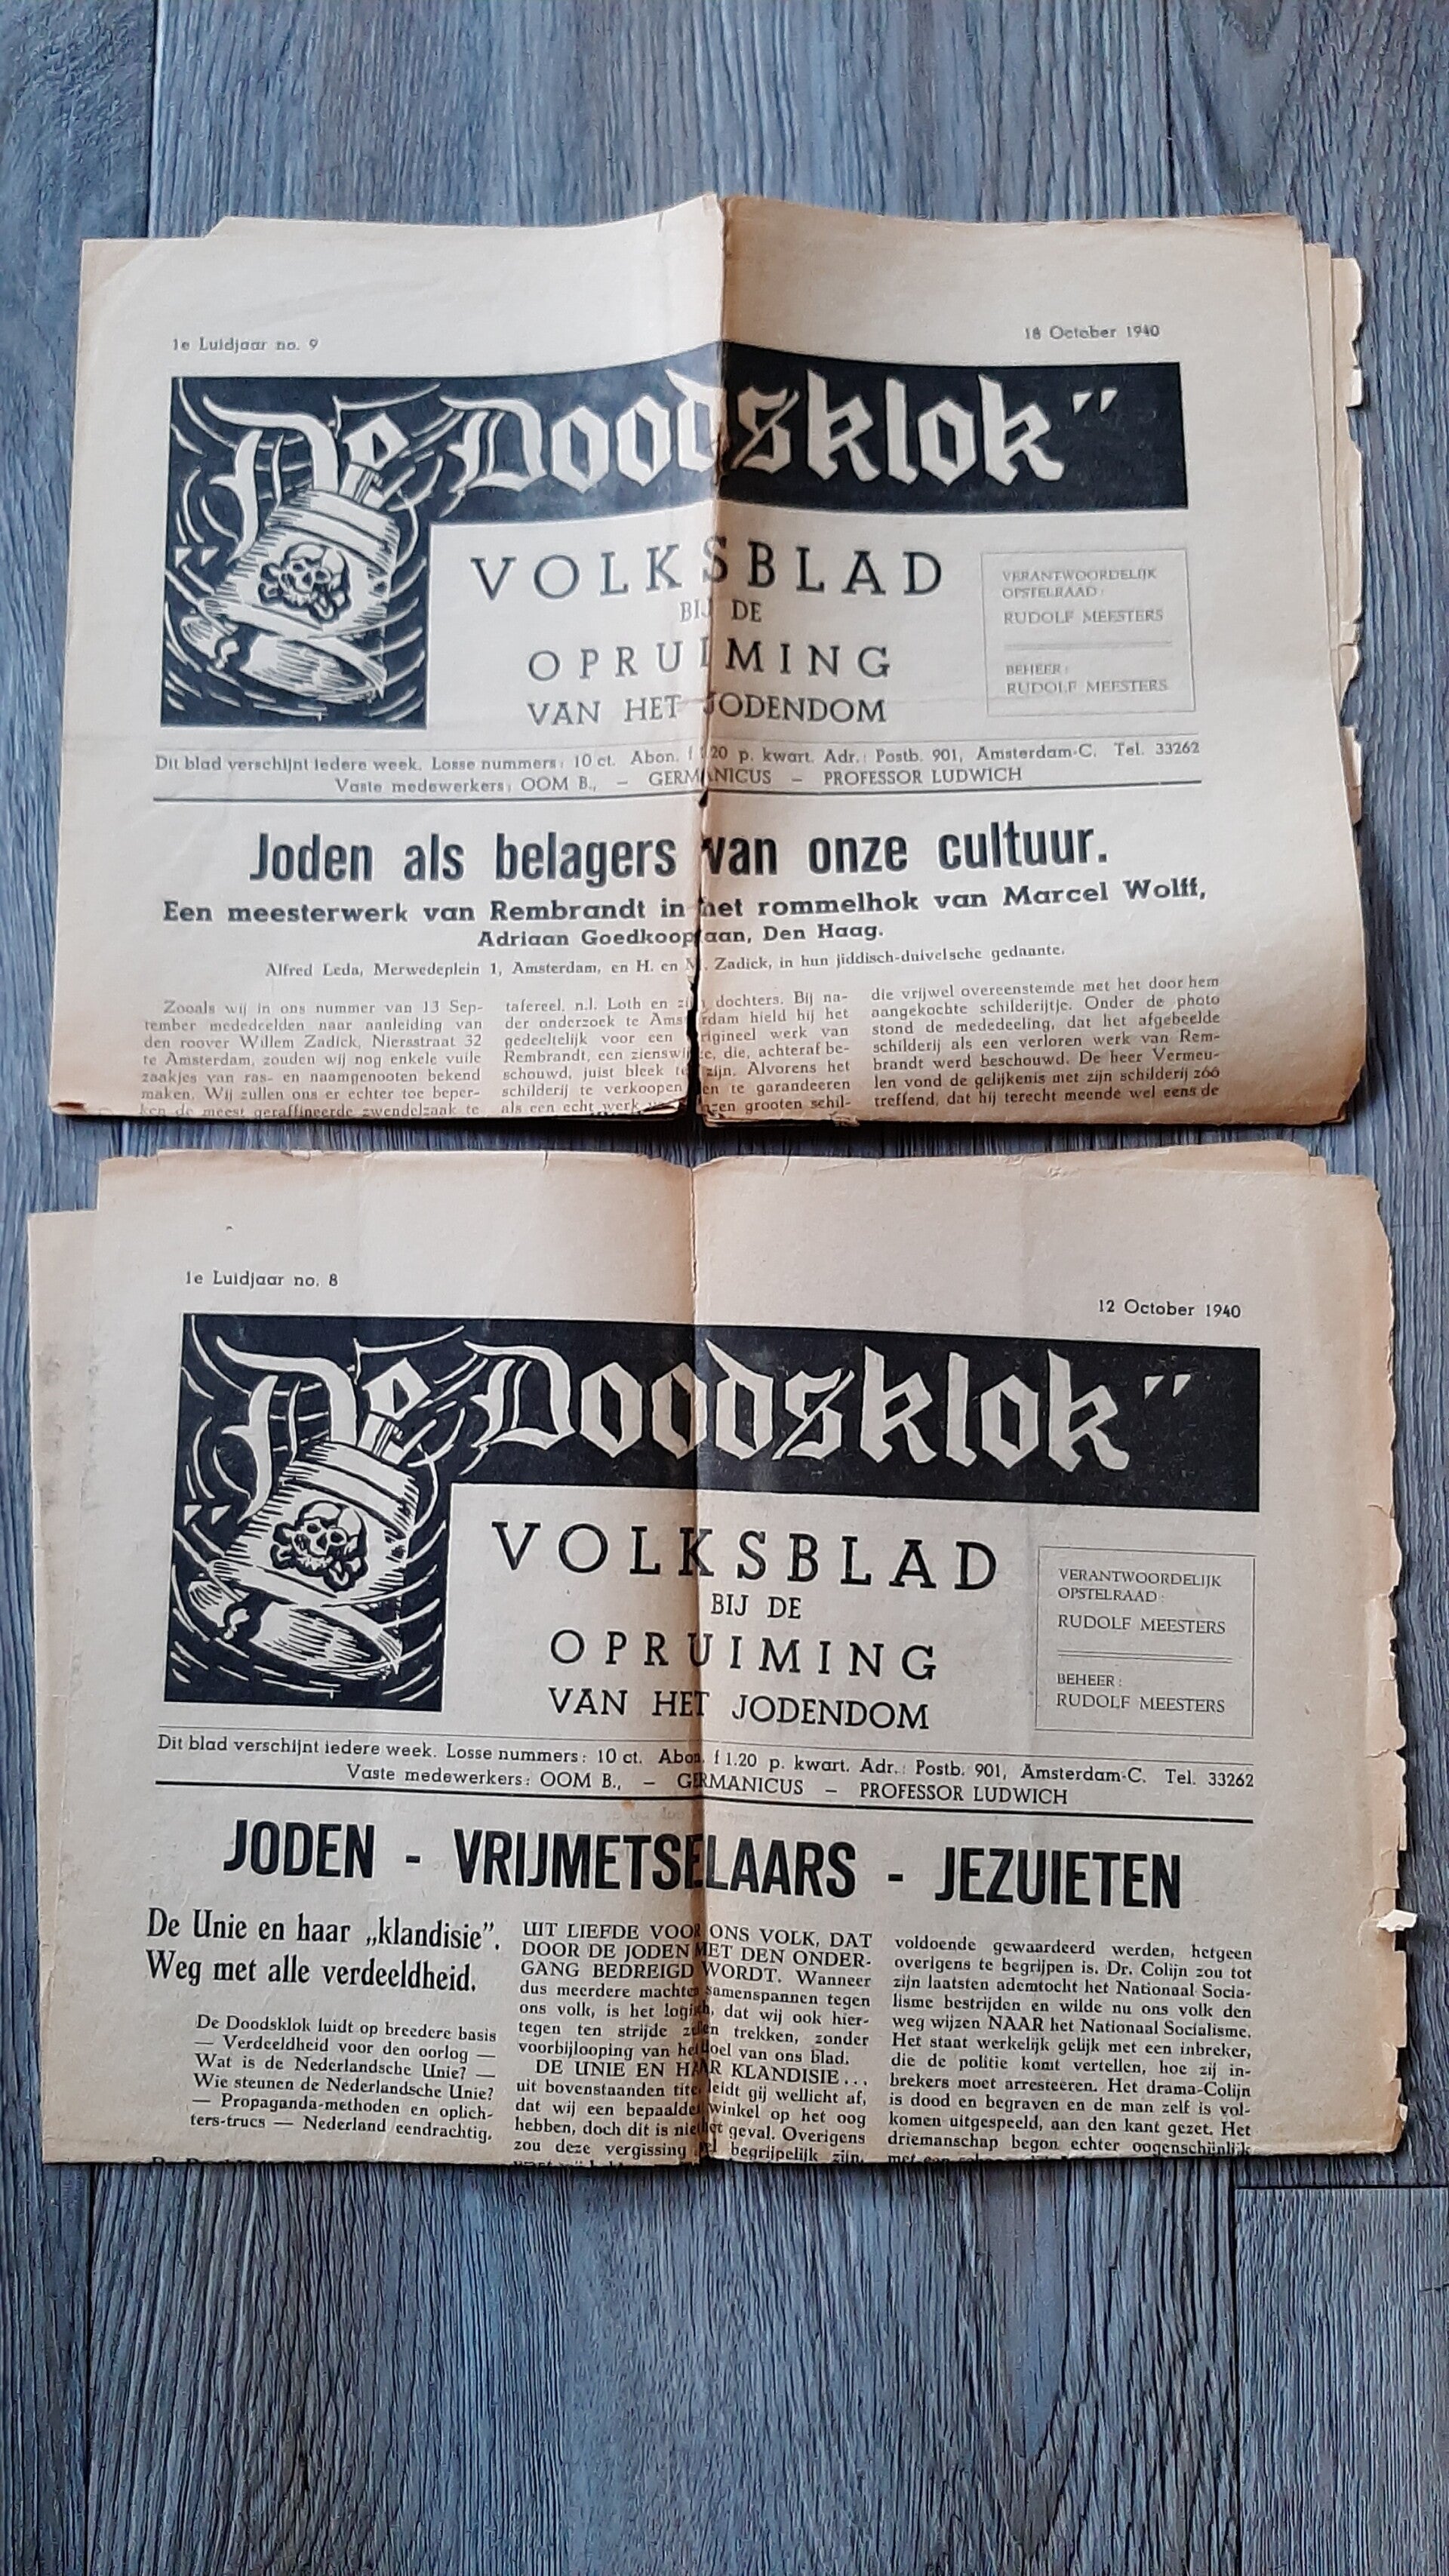 1e Luidjaar no. 9
18 October 1940
„De Doodsklok”
VOLKSBLAD
BIJ DE
OPRUIMING
VAN HET JODENDOM
VERANTWOORDELIJK
OPSTELRAAD:
RUDOLF MEESTERS
BEHEER:
RUDOLF MEESTERS
Dit blad verschijnt iedere week. Losse nummers: 10 ct. Abon. f 1.20 p. kwart. Adr.: Postb. 901, Amsterdam-C. Tel. 33262
Vaste medewerkers: OOM B., – GERMANICUS – PROFESSOR LUDWICH
Joden als belagers van onze cultuur.
Een meesterwerk van Rembrandt in het rommelhok van Marcel Wolff,
Adriaan Goedkooplaan, Den Haag.
Alfred Leda, Merwedeplein 1, Amsterdam, en H. en M. Zadick, in hun jiddisch-duivelsche gedaante.
Zooals wij in ons nummer van 13 Sep-
tember mededeelden naar aanleiding van
den roover Willem Zadick, Niersstraat 32
te Amsterdam, zouden wij nog enkele vuile
zaakjes van ras- en naamgenooten bekend
maken. Wij zullen ons er echter toe beper-
ken de meest geraffineerde zwendelzaak te
tafereel, n.l. Loth en zijn dochters. Bij na-
der onderzoek te Amsterdam hield hij het
gedeeltelijk voor een origineel werk van
Rembrandt, een zienswijze, die, achteraf be-
schouwd, juist bleek te zijn. Alvorens het
schilderij te verkoopen en te garandeeren
als een echt werk grooten schil-
die vrijwel overeenstemde met het door hem
aangekochte schilderijtje. Onder de photo
stond de mededeeling, dat het afgebeelde
schilderij als een verloren werk van Rem-
brandt werd beschouwd. De heer Vermeu-
len vond de gelijkenis met zijn schilderij zóó
treffend, dat hij terecht meende wel eens de
1e Luidjaar no. 8
12 October 1940
„De Doodsklok”
VOLKSBLAD
BIJ DE
OPRUIMING
VAN HET JODENDOM
VERANTWOORDELIJK
OPSTELRAAD:
RUDOLF MEESTERS
BEHEER:
RUDOLF MEESTERS
Dit blad verschijnt iedere week. Losse nummers: 10 ct. Abon. f 1.20 p. kwart. Adr.: Postb. 901, Amsterdam-C. Tel. 33262
Vaste medewerkers: OOM B., – GERMANICUS – PROFESSOR LUDWICH
JODEN - VRIJMETSELAARS - JEZUIETEN
De Unie en haar „klandisie”.
Weg met alle verdeeldheid.
De Doodsklok luidt op breedere basis
— Verdeeldheid voor den oorlog —
Wat is de Nederlandsche Unie? —
Wie steunen de Nederlandsche Unie?
— Propaganda-methoden en oplich-
ters-trucs — Nederland eendrachtig.
UIT LIEFDE VOOR ONS VOLK, DAT
DOOR DE JODEN MET DEN ONDER-
GANG BEDREIGD WORDT. Wanneer
dus meerdere machten samenspannen tegen
ons volk, is het logisch, dat wij ook hier-
tegen ten strijde zullen trekken, zonder
voorbijlooping van het doel van ons blad.
DE UNIE EN HAAR KLANDISIE...
uit bovenstaanden titel leidt gij wellicht af,
dat wij een bepaalden winkel op het oog
hebben, doch dit is niet het geval. Overigens
zou deze vergissing wel begrijpelijk zijn,
voldoende gewaardeerd werden, hetgeen
overigens te begrijpen is. Dr. Colijn zou tot
zijn laatsten ademtocht het Nationaal Socia-
lisme bestrijden en wilde nu ons volk den
weg wijzen NAAR het Nationaal Socialisme.
Het staat werkelijk gelijk met een inbreker,
die de politie komt vertellen, hoe zij in-
brekers moet arresteeren. Het drama-Colijn
is dood en begraven en de man zelf is vol-
komen uitgespeeld, aan den kant gezet. Het
driemanschap begon echter oogenschijnlijk